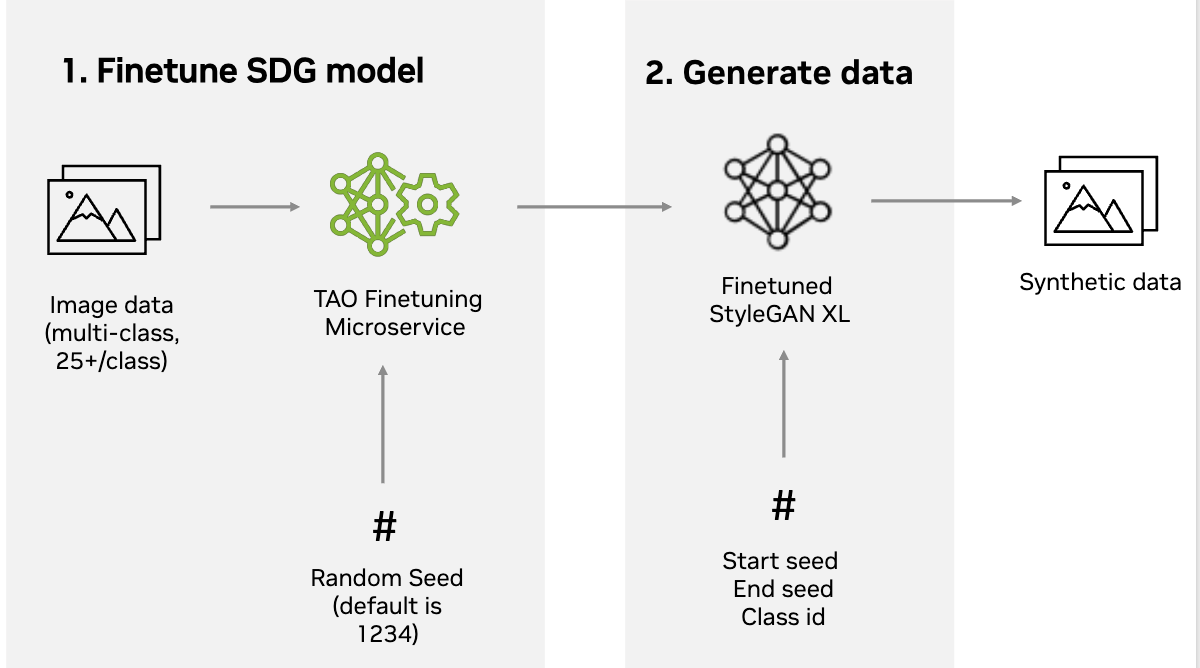 1. Finetune SDG model
Image data
(multi-class,
25+/class)
TAO Finetuning
Microservice
#
Random Seed
(default is
1234)
2. Generate data
Finetuned
StyleGAN XL
#
Start seed
End seed
Class id
Synthetic data